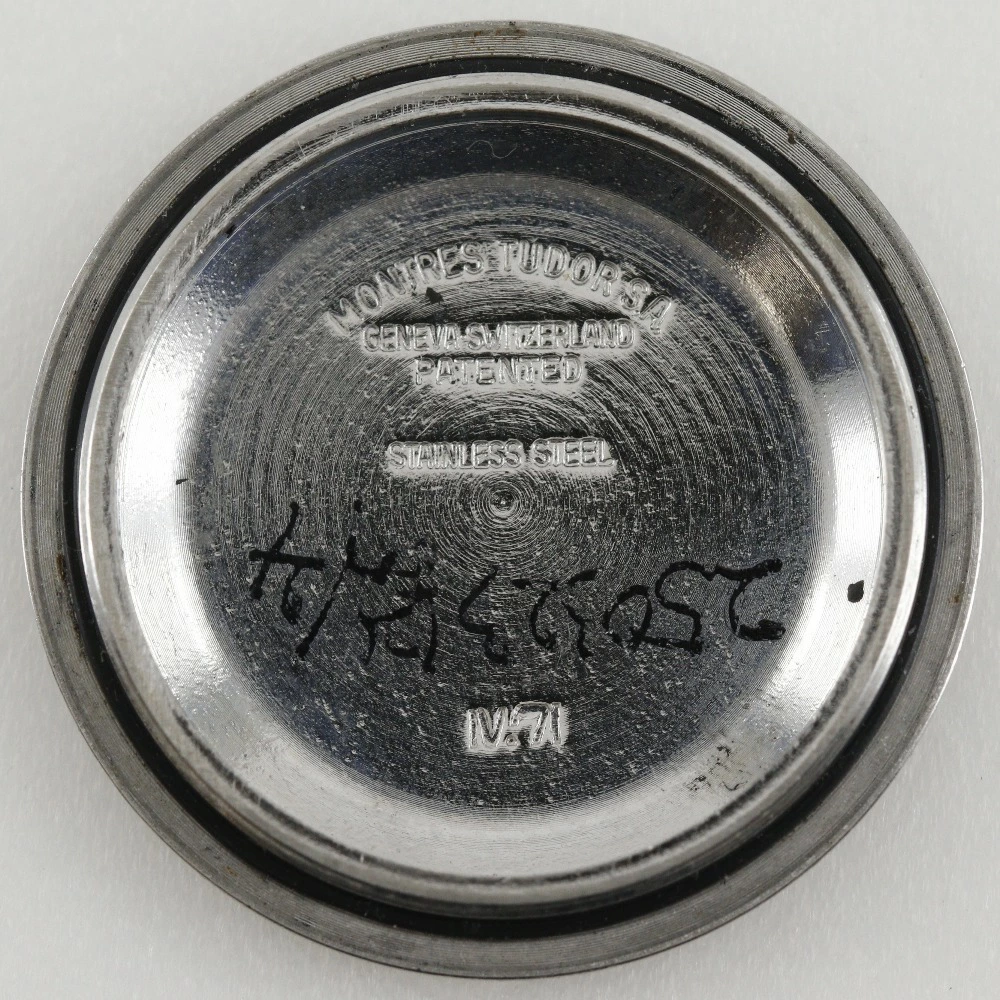 MONTRES TUDOR S.A
GENEVA-SWITZERLAND
PATENTED
STAINLESS STEEL
IV.71